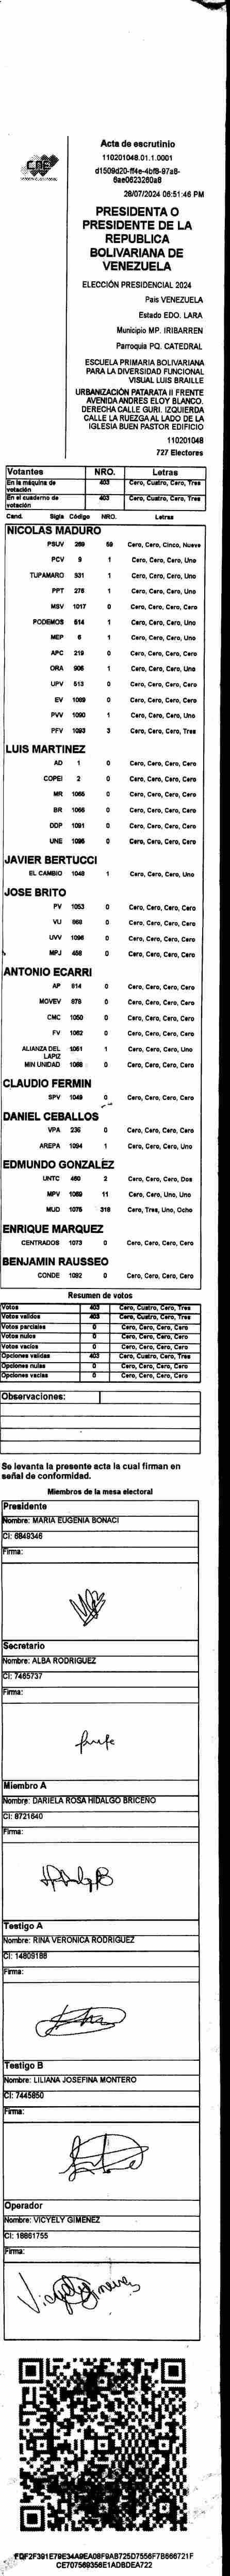 CNE
Acta de escrutinio
110201048.01.1.0001
d1509d20-ff4e-4bf8-97a8-
6ae0623260a8
28/07/2024 06:51:46 PM
PRESIDENTA O
PRESIDENTE DE LA
REPUBLICA
BOLIVARIANA DE
VENEZUELA
ELECCIÓN PRESIDENCIAL 2024
Pais VENEZUELA
Estado EDO. LARA
Municipio MP. IRIBARREN
Parroquia PQ. CATEDRAL
ESCUELA PRIMARIA BOLIVARIANA
PARA LA DIVERSIDAD FUNCIONAL
VISUAL LUIS BRAILLE
URBANIZACIÓN PATARATA II FRENTE
AVENIDA ANDRES ELOY BLANCO.
DERECHA CALLE GURI. IZQUIERDA
CALLE LA RUEZGA AL LADO DE LA
IGLESIA BUEN PASTOR EDIFICIO
110201048
727 Electores
Votantes NRO. Letras
En la máquina de votación 403 Cero, Cuatro, Cero, Tres
En el cuaderno de votación 403 Cero, Cuatro, Cero, Tres
Cand. Sigla Código NRO. Letras
NICOLAS MADURO
PSUV 269 59 Cero, Cero, Cinco, Nueve
PCV 9 1 Cero, Cero, Cero, Uno
TUPAMARO 531 1 Cero, Cero, Cero, Uno
PPT 276 1 Cero, Cero, Cero, Uno
MSV 1017 0 Cero, Cero, Cero, Cero
PODEMOS 514 1 Cero, Cero, Cero, Uno
MEP 6 1 Cero, Cero, Cero, Uno
APC 219 0 Cero, Cero, Cero, Cero
ORA 906 1 Cero, Cero, Cero, Uno
UPV 513 0 Cero, Cero, Cero, Cero
EV 1089 0 Cero, Cero, Cero, Cero
PVV 1090 1 Cero, Cero, Cero, Uno
PFV 1093 3 Cero, Cero, Cero, Tres
LUIS MARTINEZ
AD 1 0 Cero, Cero, Cero, Cero
COPEI 2 0 Cero, Cero, Cero, Cero
MR 1065 0 Cero, Cero, Cero, Cero
BR 1066 0 Cero, Cero, Cero, Cero
DDP 1091 0 Cero, Cero, Cero, Cero
UNE 1095 0 Cero, Cero, Cero, Cero
JAVIER BERTUCCI
EL CAMBIO 1048 1 Cero, Cero, Cero, Uno
JOSE BRITO
PV 1053 0 Cero, Cero, Cero, Cero
VU 868 0 Cero, Cero, Cero, Cero
UVV 1096 0 Cero, Cero, Cero, Cero
MPJ 458 0 Cero, Cero, Cero, Cero
ANTONIO ECARRI
AP 814 0 Cero, Cero, Cero, Cero
MOVEV 878 0 Cero, Cero, Cero, Cero
CMC 1050 0 Cero, Cero, Cero, Cero
FV 1062 0 Cero, Cero, Cero, Cero
ALIANZA DEL LAPIZ 1061 1 Cero, Cero, Cero, Uno
MIN UNIDAD 1068 0 Cero, Cero, Cero, Cero
CLAUDIO FERMIN
SPV 1049 0 Cero, Cero, Cero, Cero
DANIEL CEBALLOS
VPA 236 0 Cero, Cero, Cero, Cero
AREPA 1094 1 Cero, Cero, Cero, Uno
EDMUNDO GONZALEZ
UNTC 460 2 Cero, Cero, Cero, Dos
MPV 1069 11 Cero, Cero, Uno, Uno
MUD 1075 318 Cero, Tres, Uno, Ocho
ENRIQUE MARQUEZ
CENTRADOS 1073 0 Cero, Cero, Cero, Cero
BENJAMIN RAUSSEO
CONDE 1092 0 Cero, Cero, Cero, Cero
Resumen de votos
Votos 403 Cero, Cuatro, Cero, Tres
Votos validos 403 Cero, Cuatro, Cero, Tres
Votos parciales 0 Cero, Cero, Cero, Cero
Votos nulos 0 Cero, Cero, Cero, Cero
Votos vacios 0 Cero, Cero, Cero, Cero
Opciones validas 403 Cero, Cuatro, Cero, Tres
Opciones nulas 0 Cero, Cero, Cero, Cero
Opciones vacias 0 Cero, Cero, Cero, Cero
Observaciones:
Se levanta la presente acta la cual firman en
señal de conformidad.
Miembros de la mesa electoral
Presidente
Nombre: MARIA EUGENIA BONACI
CI: 6849346
Firma:
Secretario
Nombre: ALBA RODRIGUEZ
CI: 7465737
Firma:
Miembro A
Nombre: DARIELA ROSA HIDALGO BRICENO
CI: 8721640
Firma:
Testigo A
Nombre: RINA VERONICA RODRIGUEZ
CI: 14809188
Firma:
Testigo B
Nombre: LILIANA JOSEFINA MONTERO
CI: 7445850
Firma:
Operador
Nombre: VICYELY GIMENEZ
CI: 18861755
Firma:
Vicyely Gimenez
FDF2F391E79E34A9EA08F9AB725D7556F7B666721F
CE707569356E1ADBDEA722